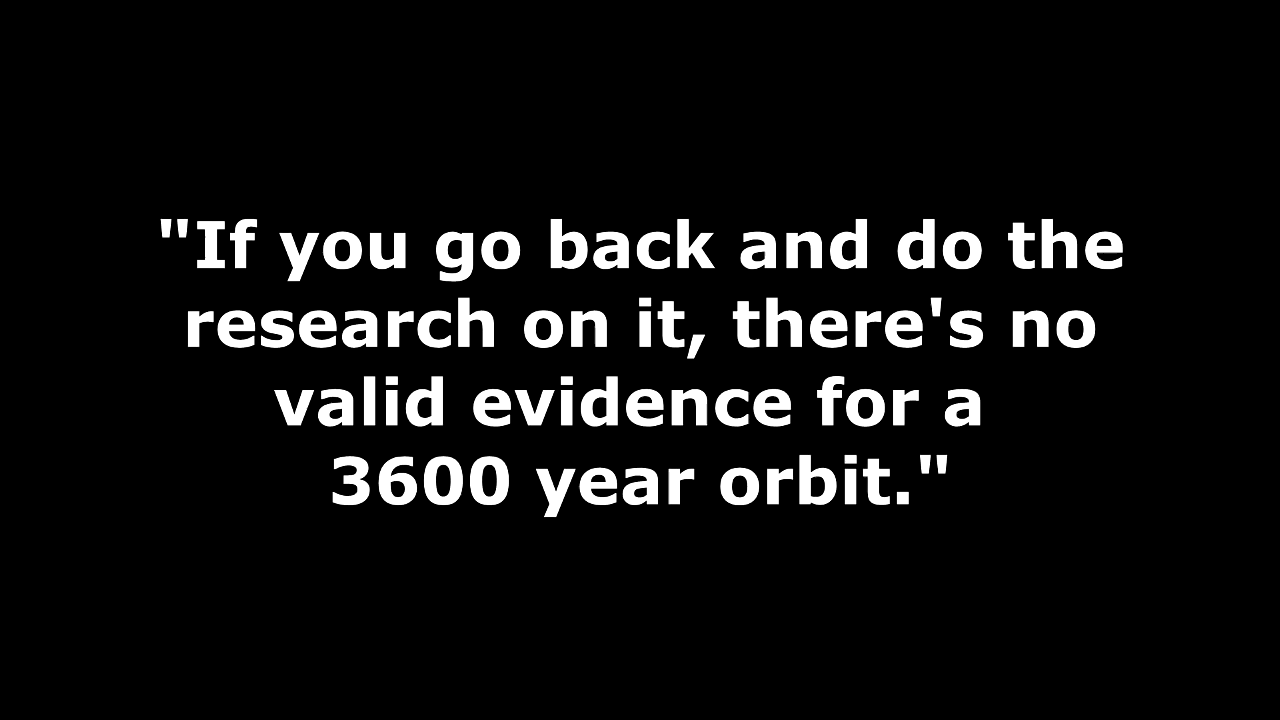 "If you go back and do the
research on it, there's no
valid evidence for a
3600 year orbit."